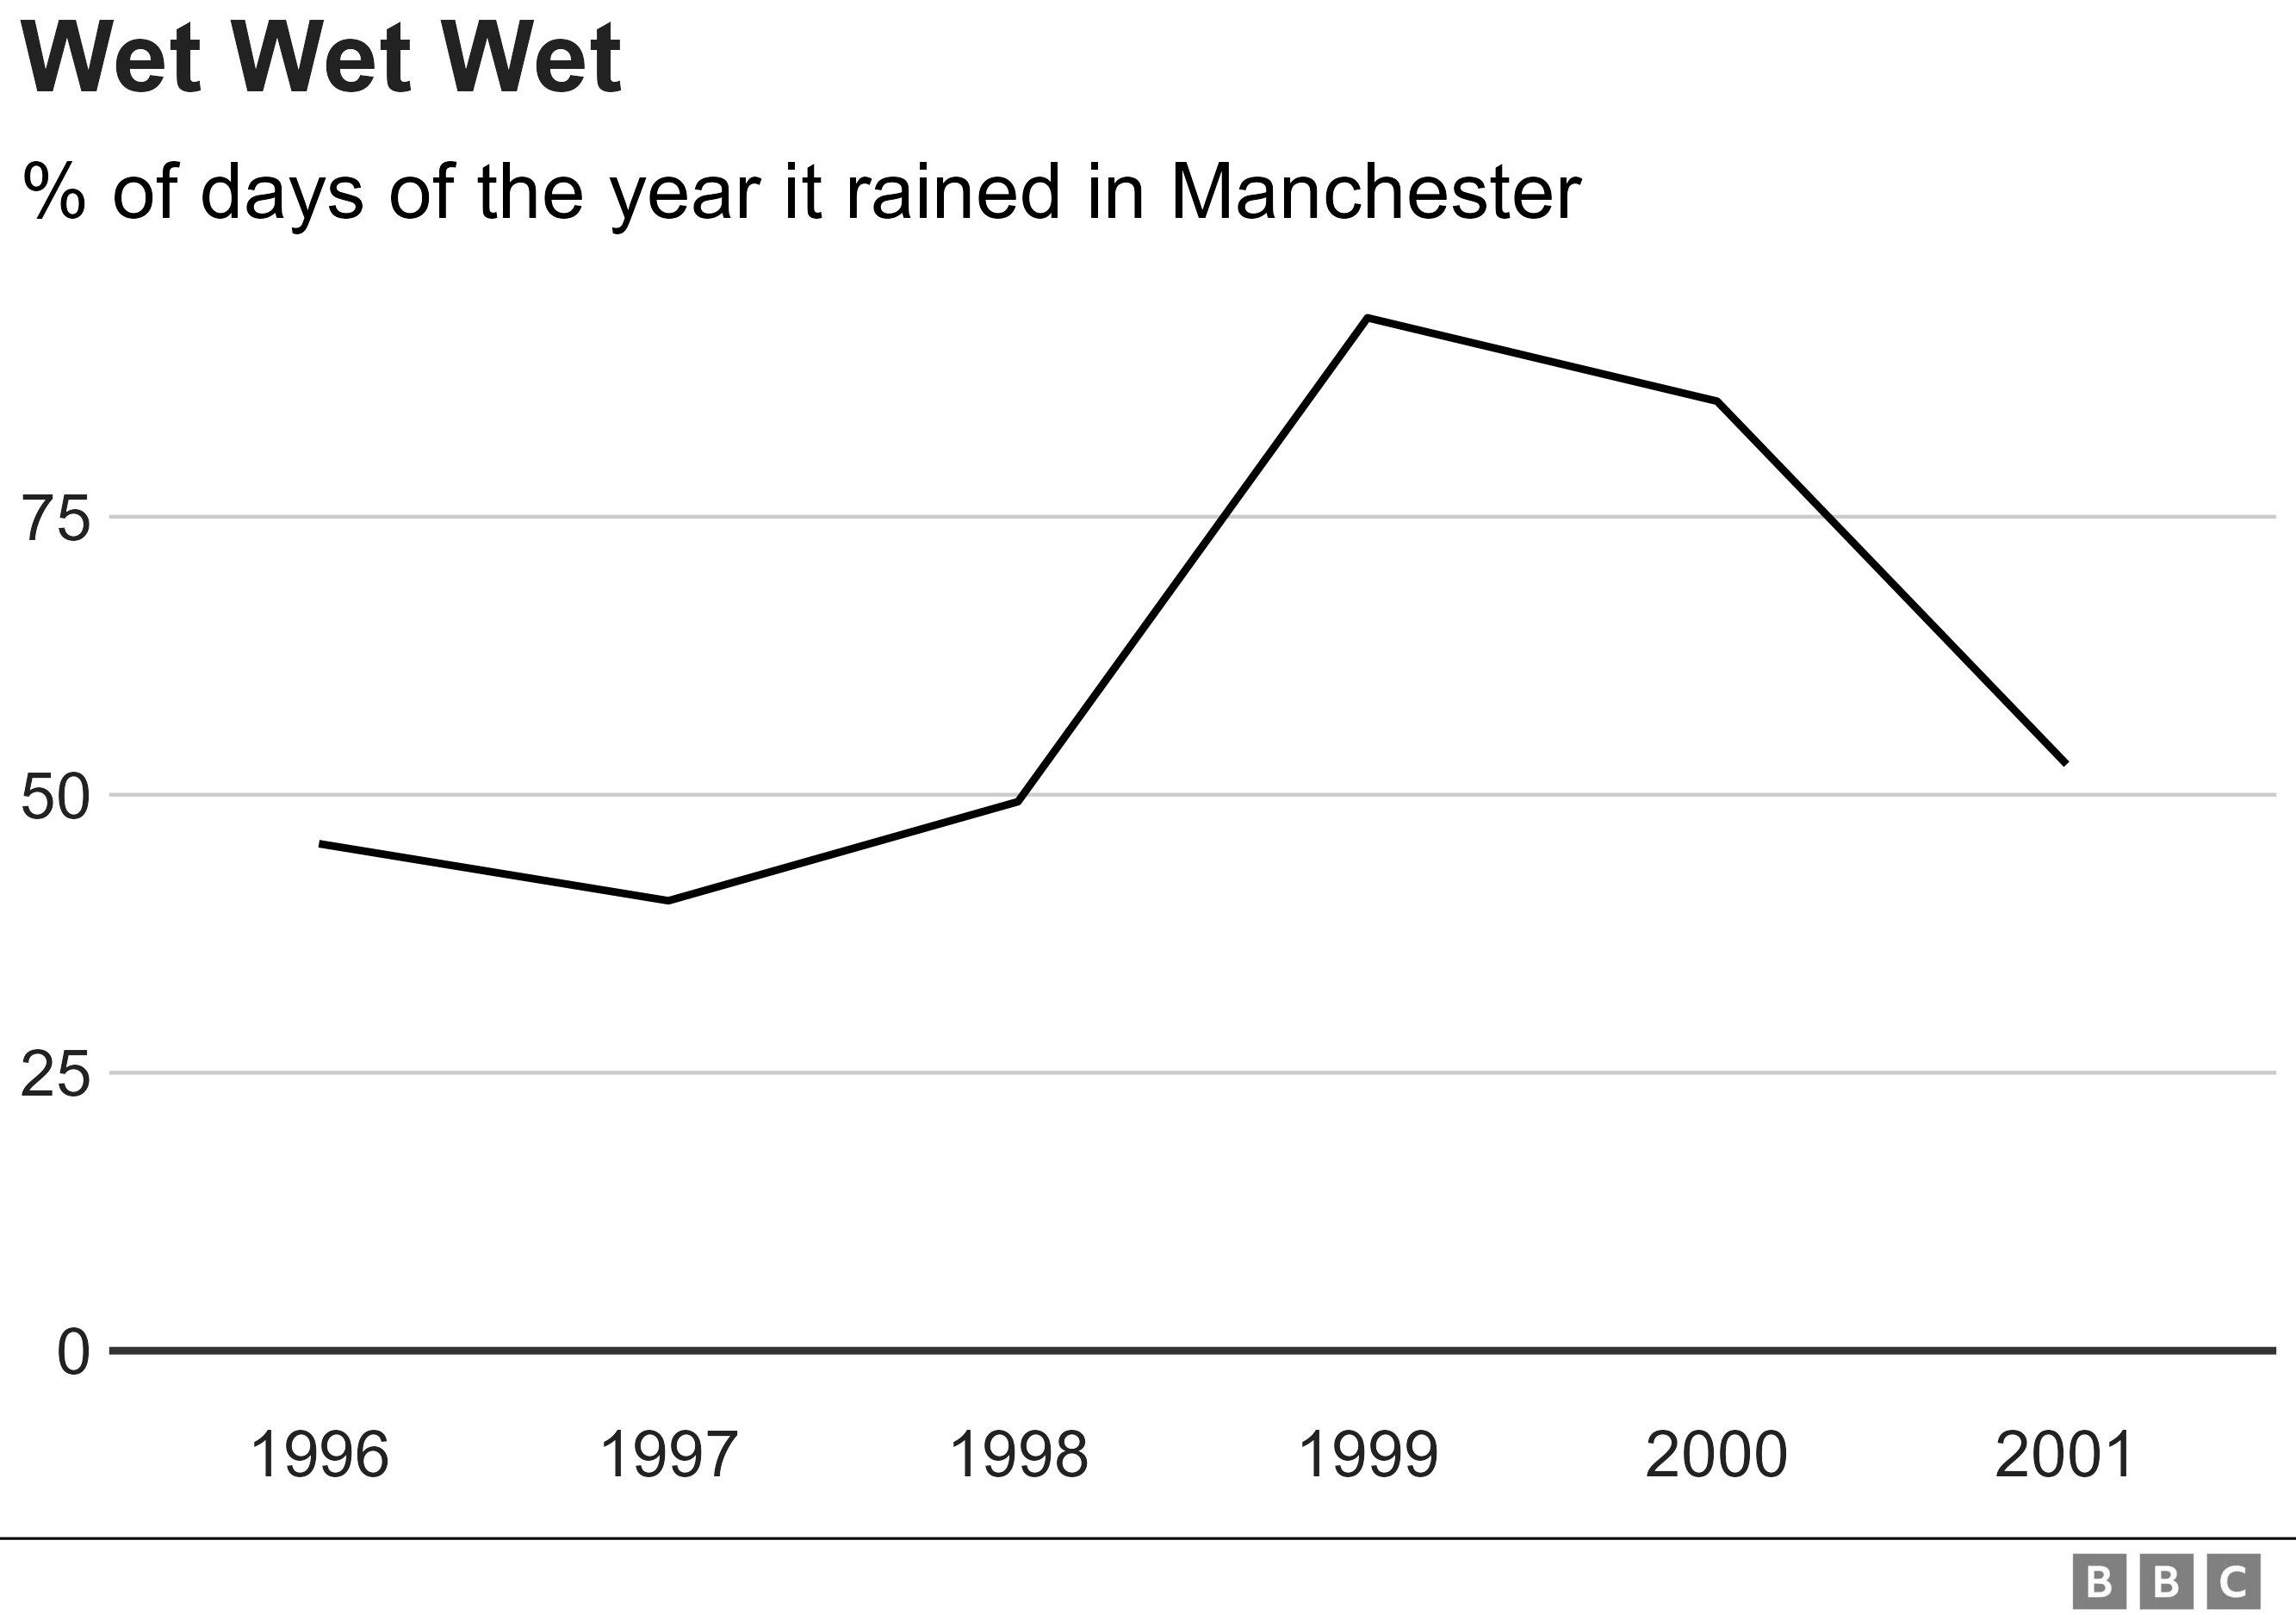 Wet Wet Wet
% of days of the year it rained in Manchester
75
50
25
0
1996 1997 1998 1999 2000 2001
BBC